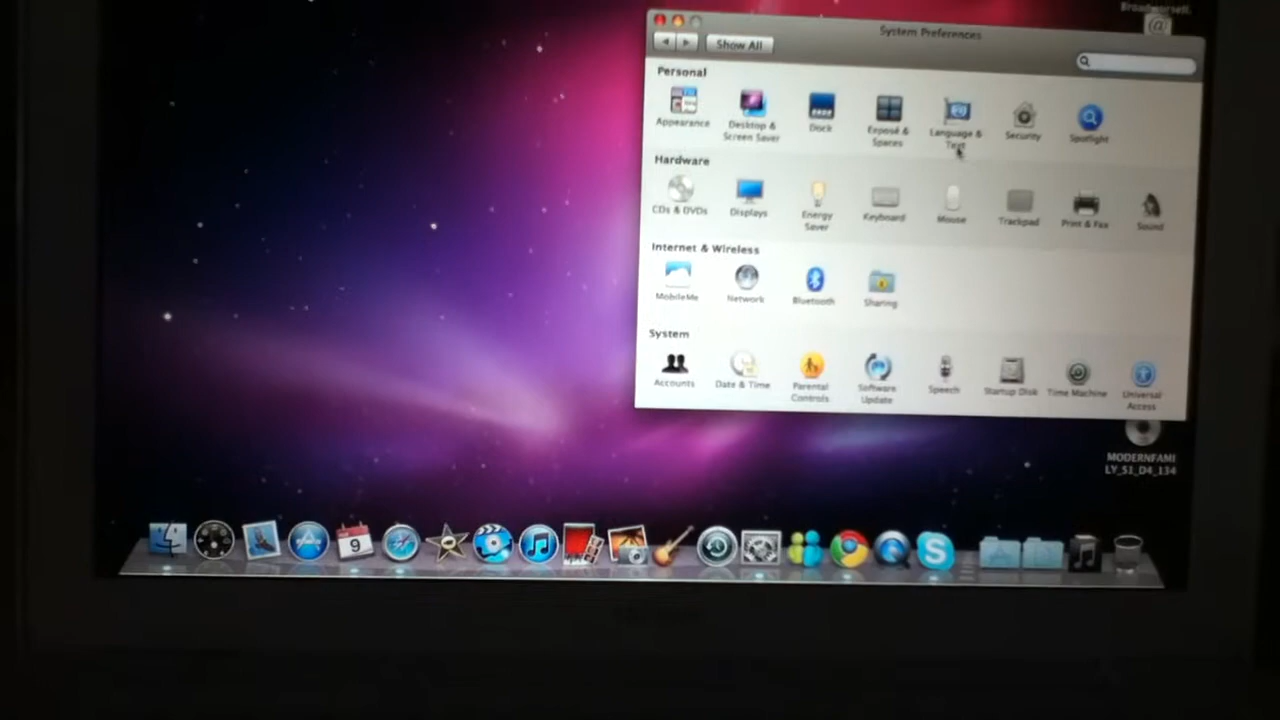 Broadcast Yourself.
System Preferences
Show All
Personal
Appearance
Desktop &
Screen Saver
Dock
Exposé &
Spaces
Language &
Text
Security
Spotlight
Hardware
CDs & DVDs
Displays
Energy
Saver
Keyboard
Mouse
Trackpad
Print & Fax
Sound
Internet & Wireless
MobileMe
Network
Bluetooth
Sharing
System
Accounts
Date & Time
Parental
Controls
Software
Update
Speech
Startup Disk
Time Machine
Universal
Access
MODERNFAMI
LY_S1_D4_134
9